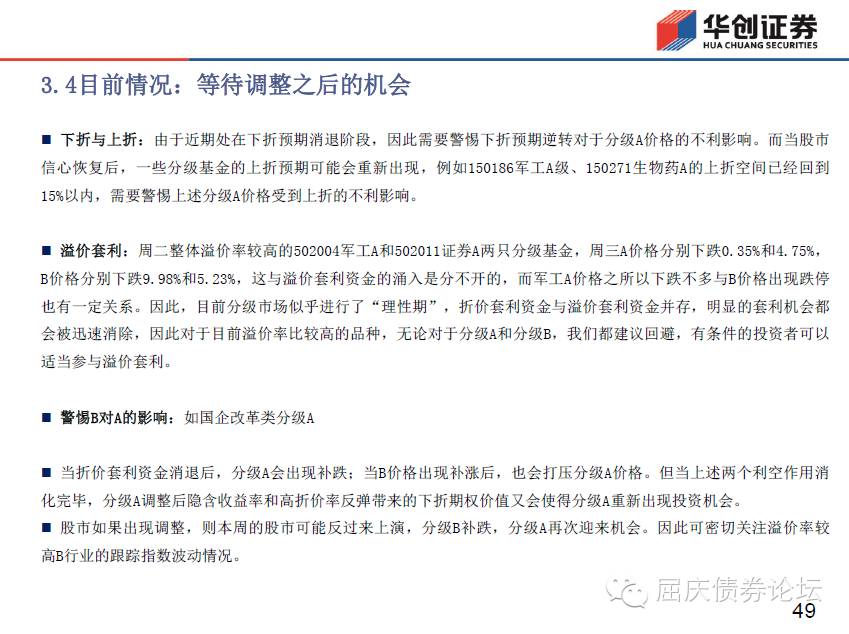 华创证券
HUA CHUANG SECURITIES
3.4目前情况：等待调整之后的机会
■ 下折与上折：由于近期处在下折预期消退阶段，因此需要警惕下折预期逆转对于分级A价格的不利影响。而当股市
信心恢复后，一些分级基金的上折预期可能会重新出现，例如150186军工A级、150271生物药A的上折空间已经回到
15%以内，需要警惕上述分级A价格受到上折的不利影响。
■ 溢价套利：周二整体溢价率较高的502004军工A和502011证券A两只分级基金，周三A价格分别下跌0.35%和4.75%，
B价格分别下跌9.98%和5.23%，这与溢价套利资金的涌入是分不开的，而军工A价格之所以下跌不多与B价格出现跌停
也有一定关系。因此，目前分级市场似乎进行了“理性期”，折价套利资金与溢价套利资金并存，明显的套利机会都
会被迅速消除，因此对于目前溢价率比较高的品种，无论对于分级A和分级B，我们都建议回避，有条件的投资者可以
适当参与溢价套利。
■ 警惕B对A的影响：如国企改革类分级A
■ 当折价套利资金消退后，分级A会出现补跌；当B价格出现补涨后，也会打压分级A价格。但当上述两个利空作用消
化完毕，分级A调整后隐含收益率和高折价率反弹带来的下折期权价值又会使得分级A重新出现投资机会。
■ 股市如果出现调整，则本周的股市可能反过来上演，分级B补跌，分级A再次迎来机会。因此可密切关注溢价率较
高B行业的跟踪指数波动情况。
屈庆债券论坛
49